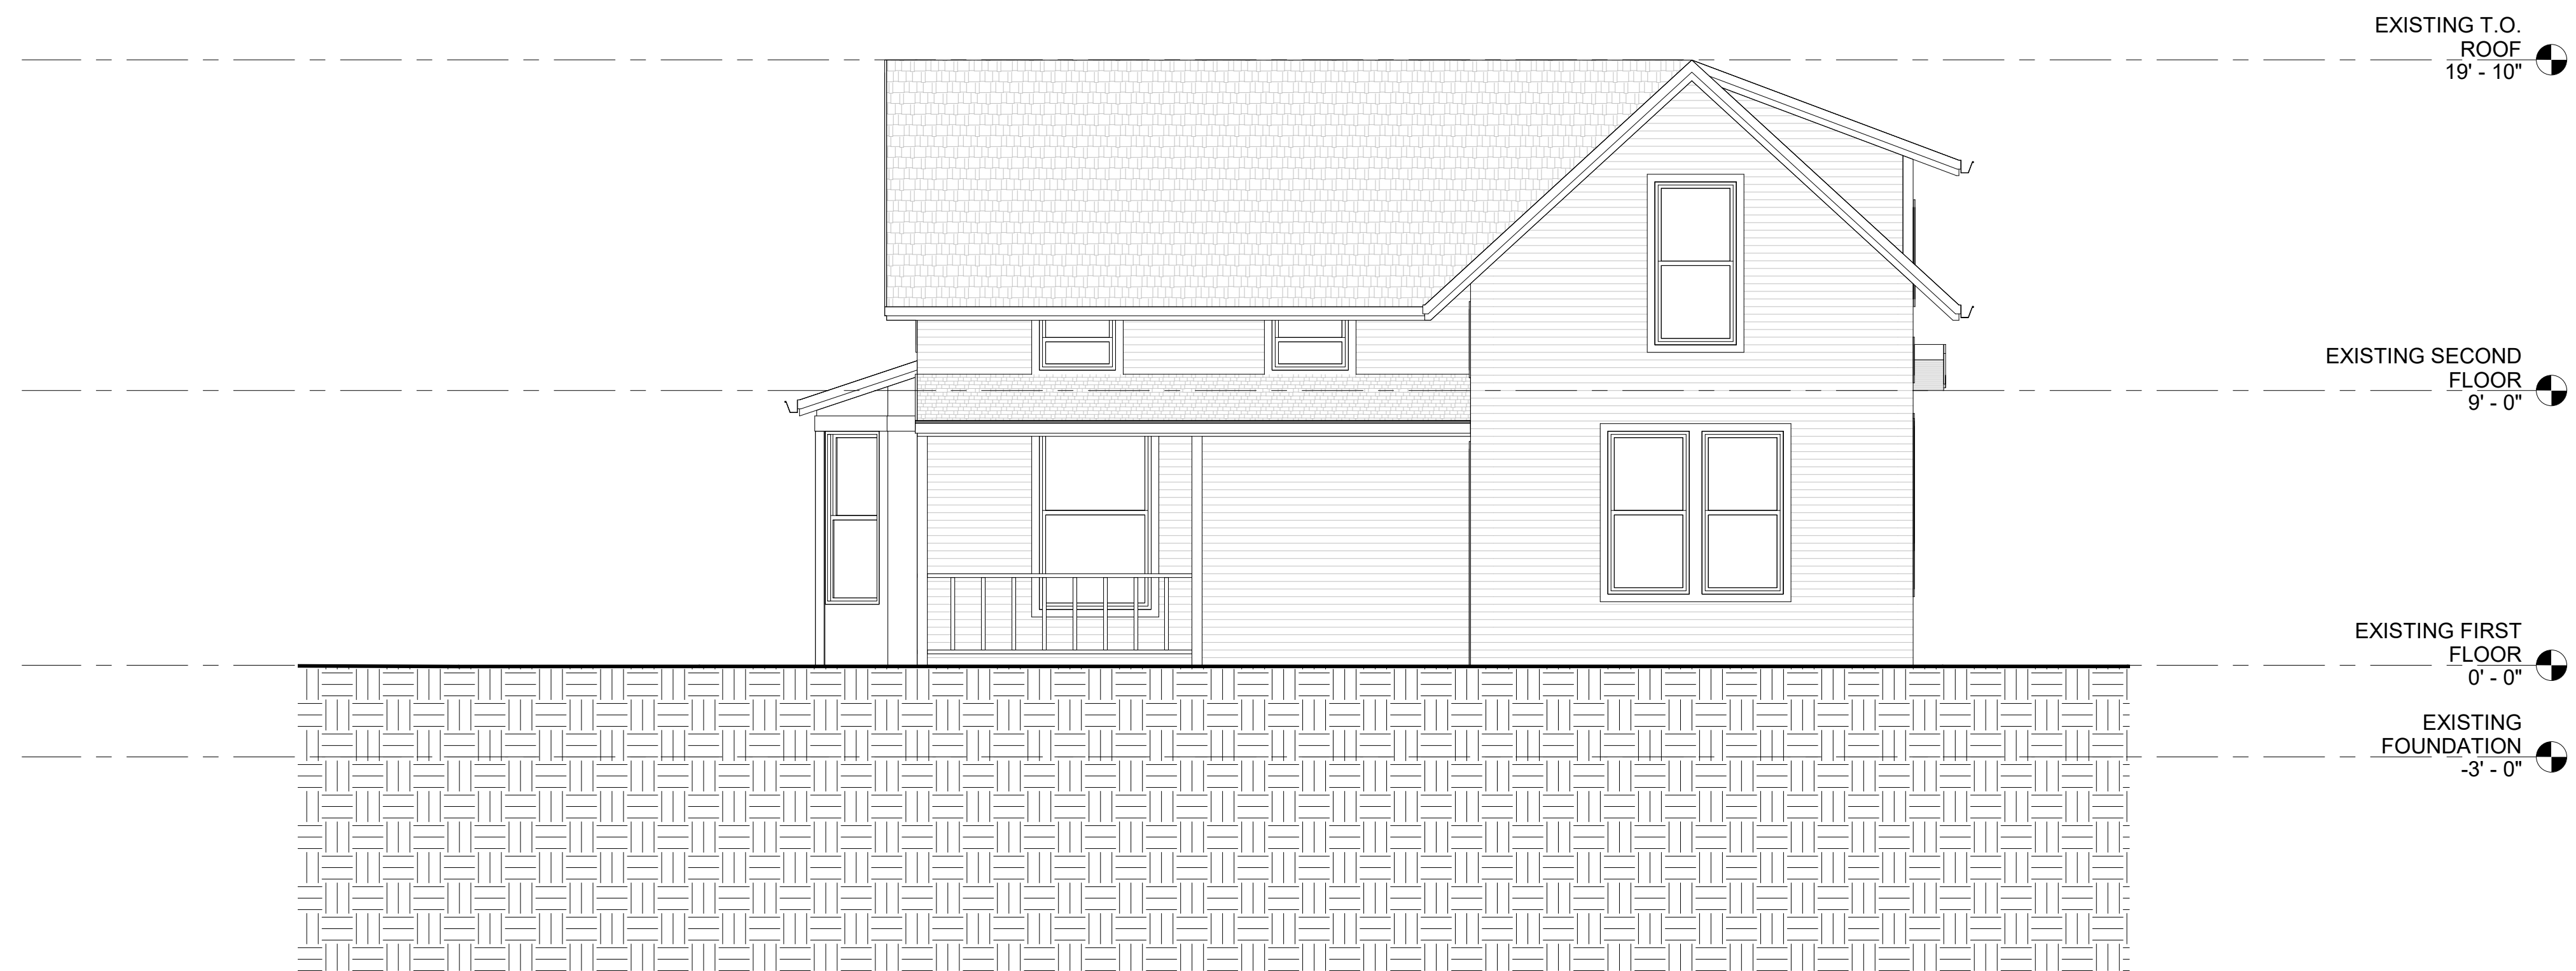 EXISTING T.O.
ROOF
19' - 10"
EXISTING SECOND
FLOOR
9' - 0"
EXISTING FIRST
FLOOR
0' - 0"
EXISTING
FOUNDATION
-3' - 0"